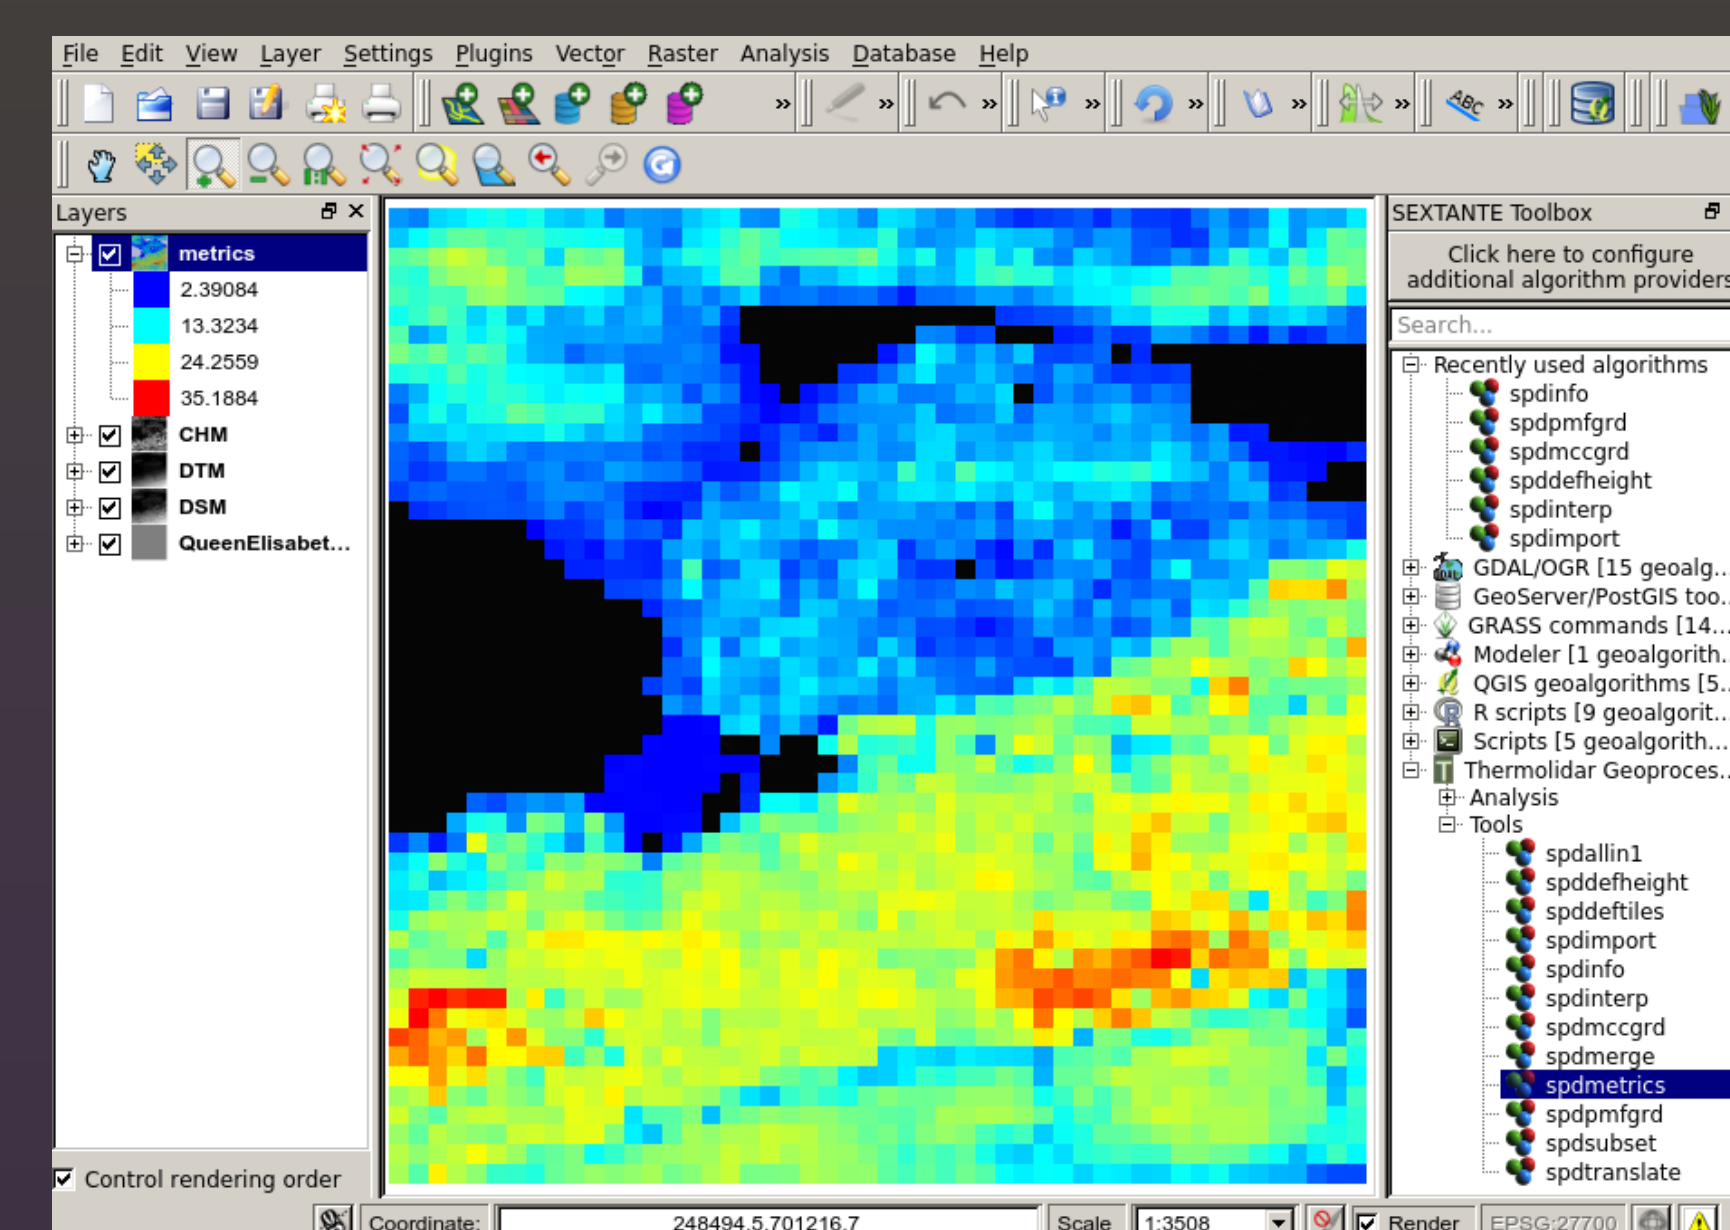 File Edit View Layer Settings Plugins Vector Raster Analysis Database Help
ABC
Layers
metrics
2.39084
13.3234
24.2559
35.1884
CHM
DTM
DSM
QueenElisabet...
Control rendering order
SEXTANTE Toolbox
Click here to configure
additional algorithm providers
Search...
Recently used algorithms
spdinfo
spdpmfgrd
spdmccgrd
spddefheight
spdinterp
spdimport
GDAL/OGR [15 geoalg...
GeoServer/PostGIS too...
GRASS commands [14...
Modeler [1 geoalgorith...
QGIS geoalgorithms [5...
R scripts [9 geoalgorit...
Scripts [5 geoalgorith...
Thermolidar Geoproces...
Analysis
Tools
spdallin1
spddefheight
spddeftiles
spdimport
spdinfo
spdinterp
spdmccgrd
spdmerge
spdmetrics
spdpmfgrd
spdsubset
spdtranslate
Coordinate: 248494.5,701216.7 Scale 1:3508 Render EPSG:27700